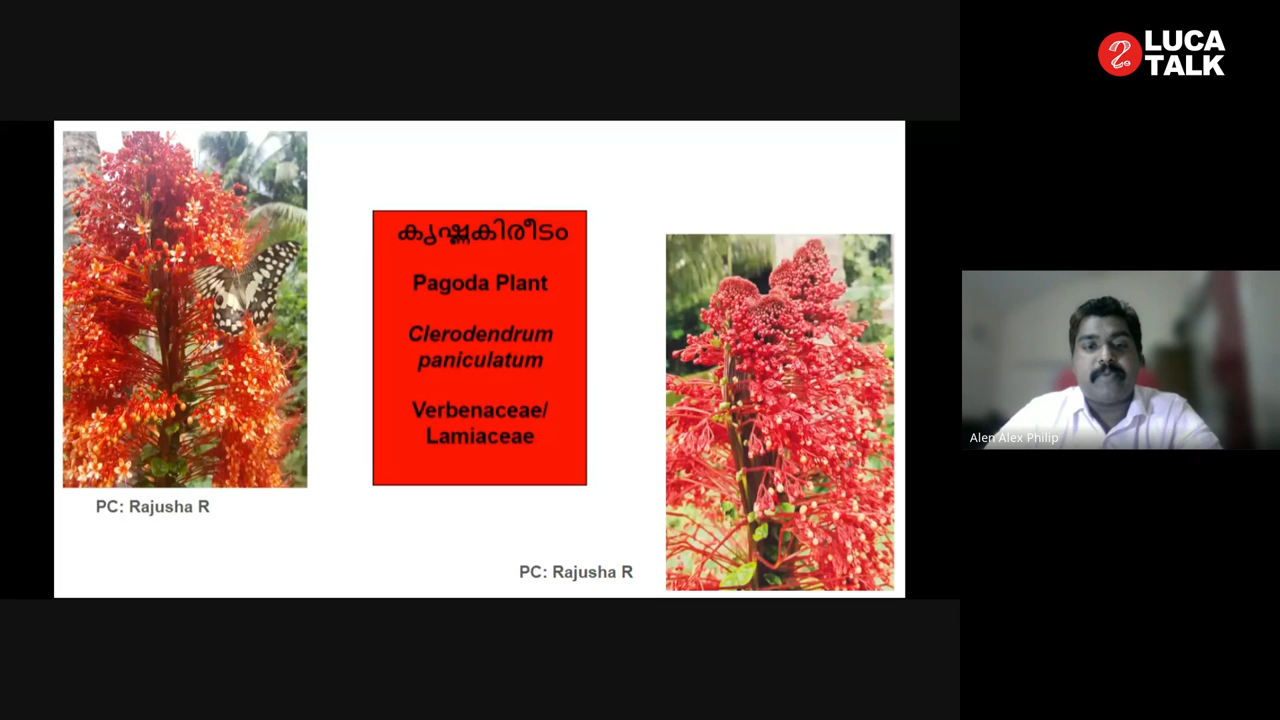 LUCA
TALK
കൃഷ്ണകിരീടം
Pagoda Plant
Clerodendrum
paniculatum
Verbenaceae/
Lamiaceae
PC: Rajusha R
PC: Rajusha R
Alen Alex Philip